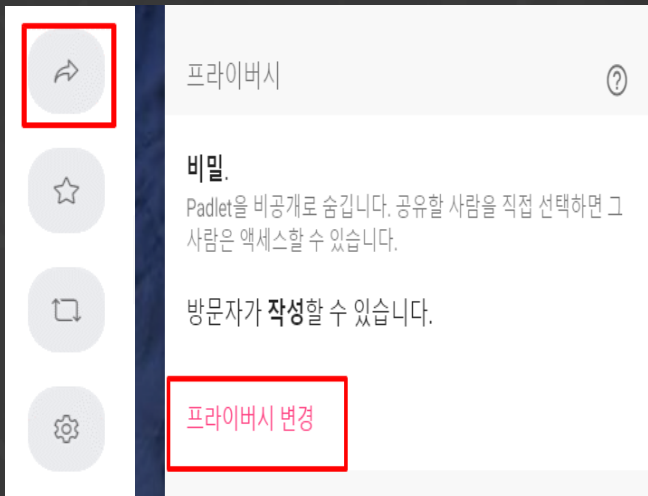 프라이버시
비밀.
Padlet을 비공개로 숨깁니다. 공유할 사람을 직접 선택하면 그
사람은 액세스할 수 있습니다.
방문자가 작성할 수 있습니다.
프라이버시 변경